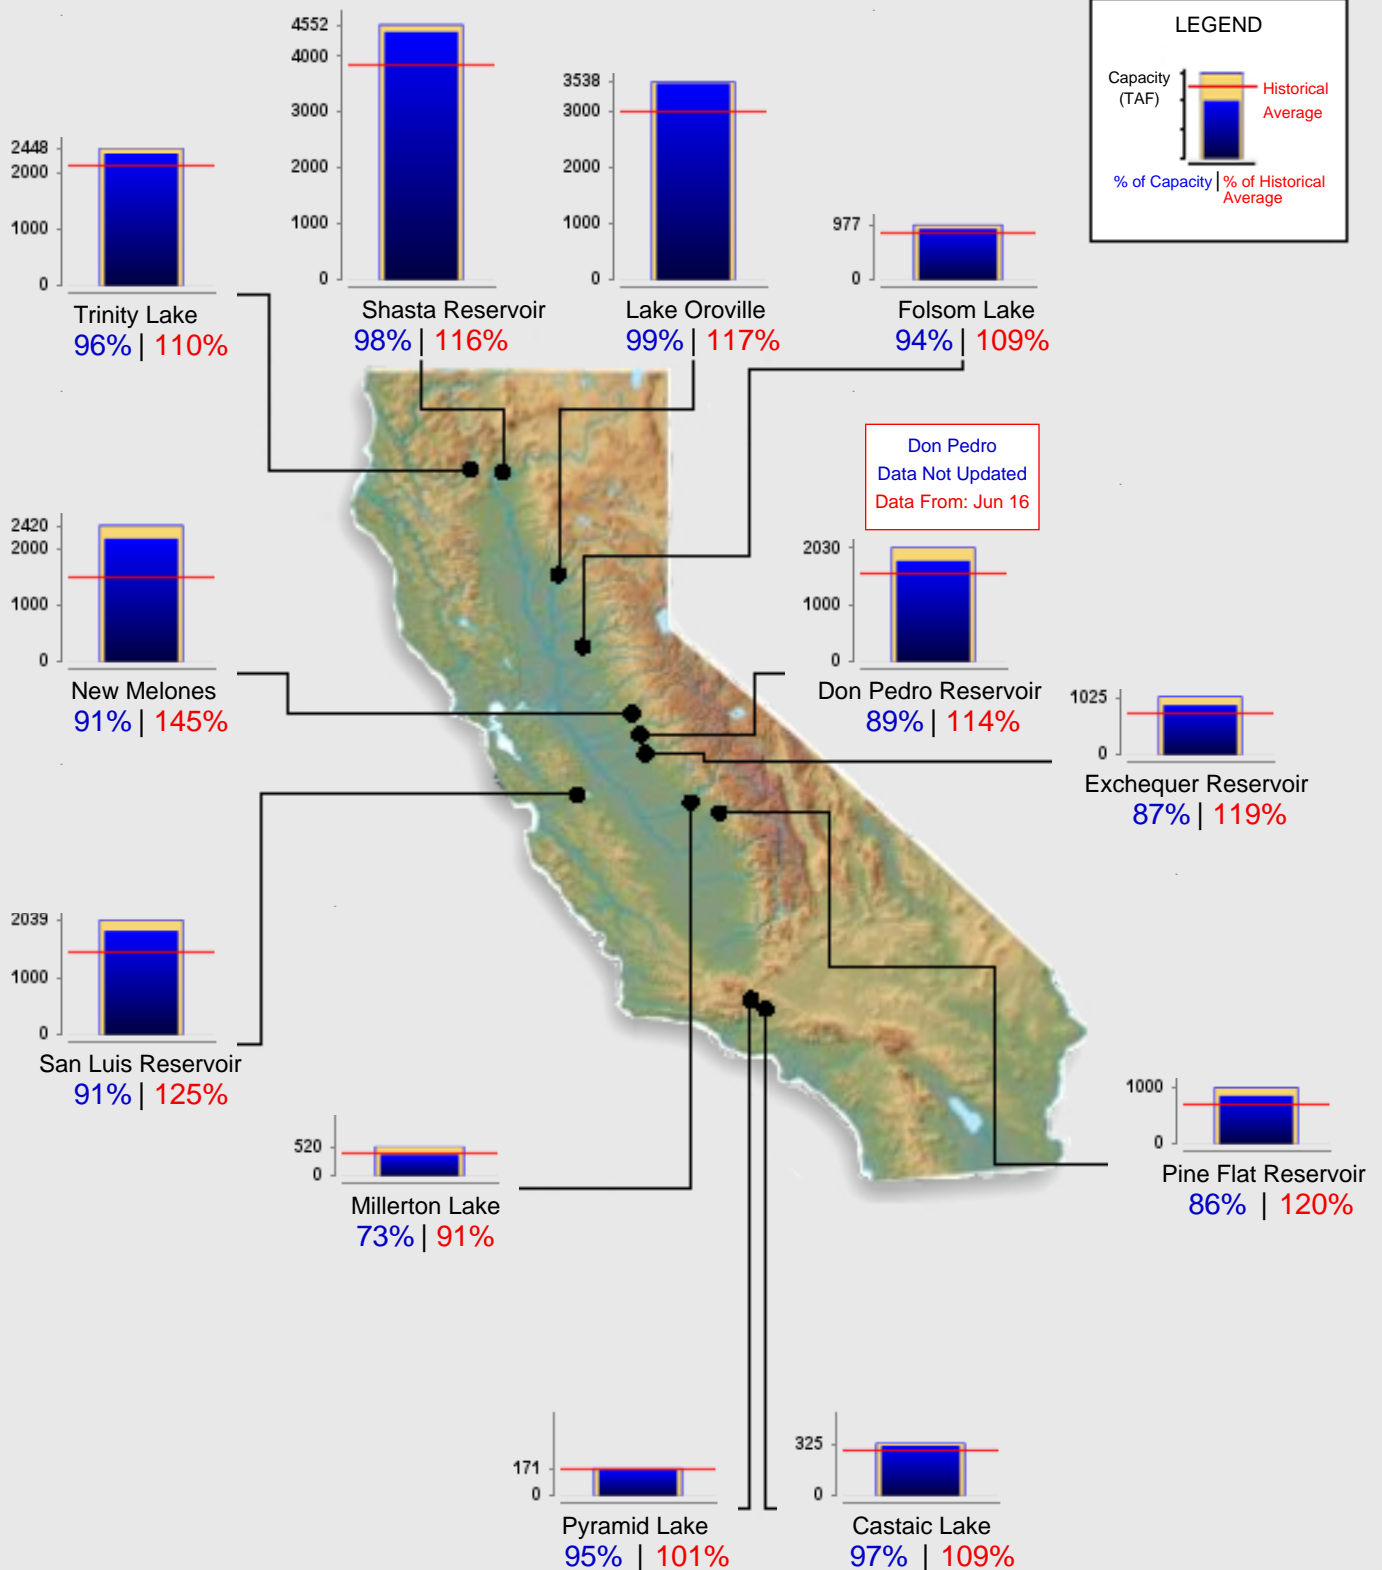 4552
4000
3000
2000
1000
0
Shasta Reservoir
98% | 116%
3538
3000
2000
1000
0
Lake Oroville
99% | 117%
LEGEND
Capacity
(TAF)
Historical
Average
% of Capacity | % of Historical
Average
2448
2000
1000
0
Trinity Lake
96% | 110%
977
0
Folsom Lake
94% | 109%
Don Pedro
Data Not Updated
Data From: Jun 16
2420
2000
1000
0
New Melones
91% | 145%
2030
1000
0
Don Pedro Reservoir
89% | 114%
1025
0
Exchequer Reservoir
87% | 119%
2039
1000
0
San Luis Reservoir
91% | 125%
520
0
Millerton Lake
73% | 91%
1000
0
Pine Flat Reservoir
86% | 120%
171
0
Pyramid Lake
95% | 101%
325
0
Castaic Lake
97% | 109%